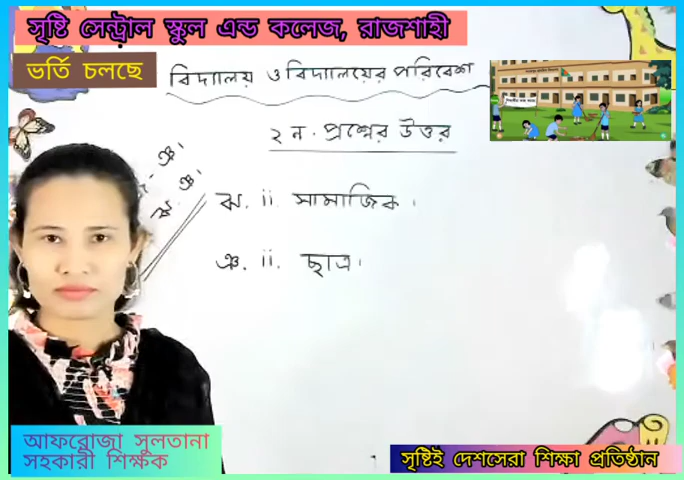 সৃষ্টি সেন্ট্রাল স্কুল এন্ড কলেজ, রাজশাহী
ভর্তি চলছে
বিদ্যালয় ও বিদ্যালয়ের পরিবেশ
২ ন. প্রশ্নের উত্তর
ঝ. ii. সামাজিক।
ঞ. ii. ছাত্র।
আফরোজা সুলতানা
সহকারী শিক্ষক
সৃষ্টিই দেশসেরা শিক্ষা প্রতিষ্ঠান